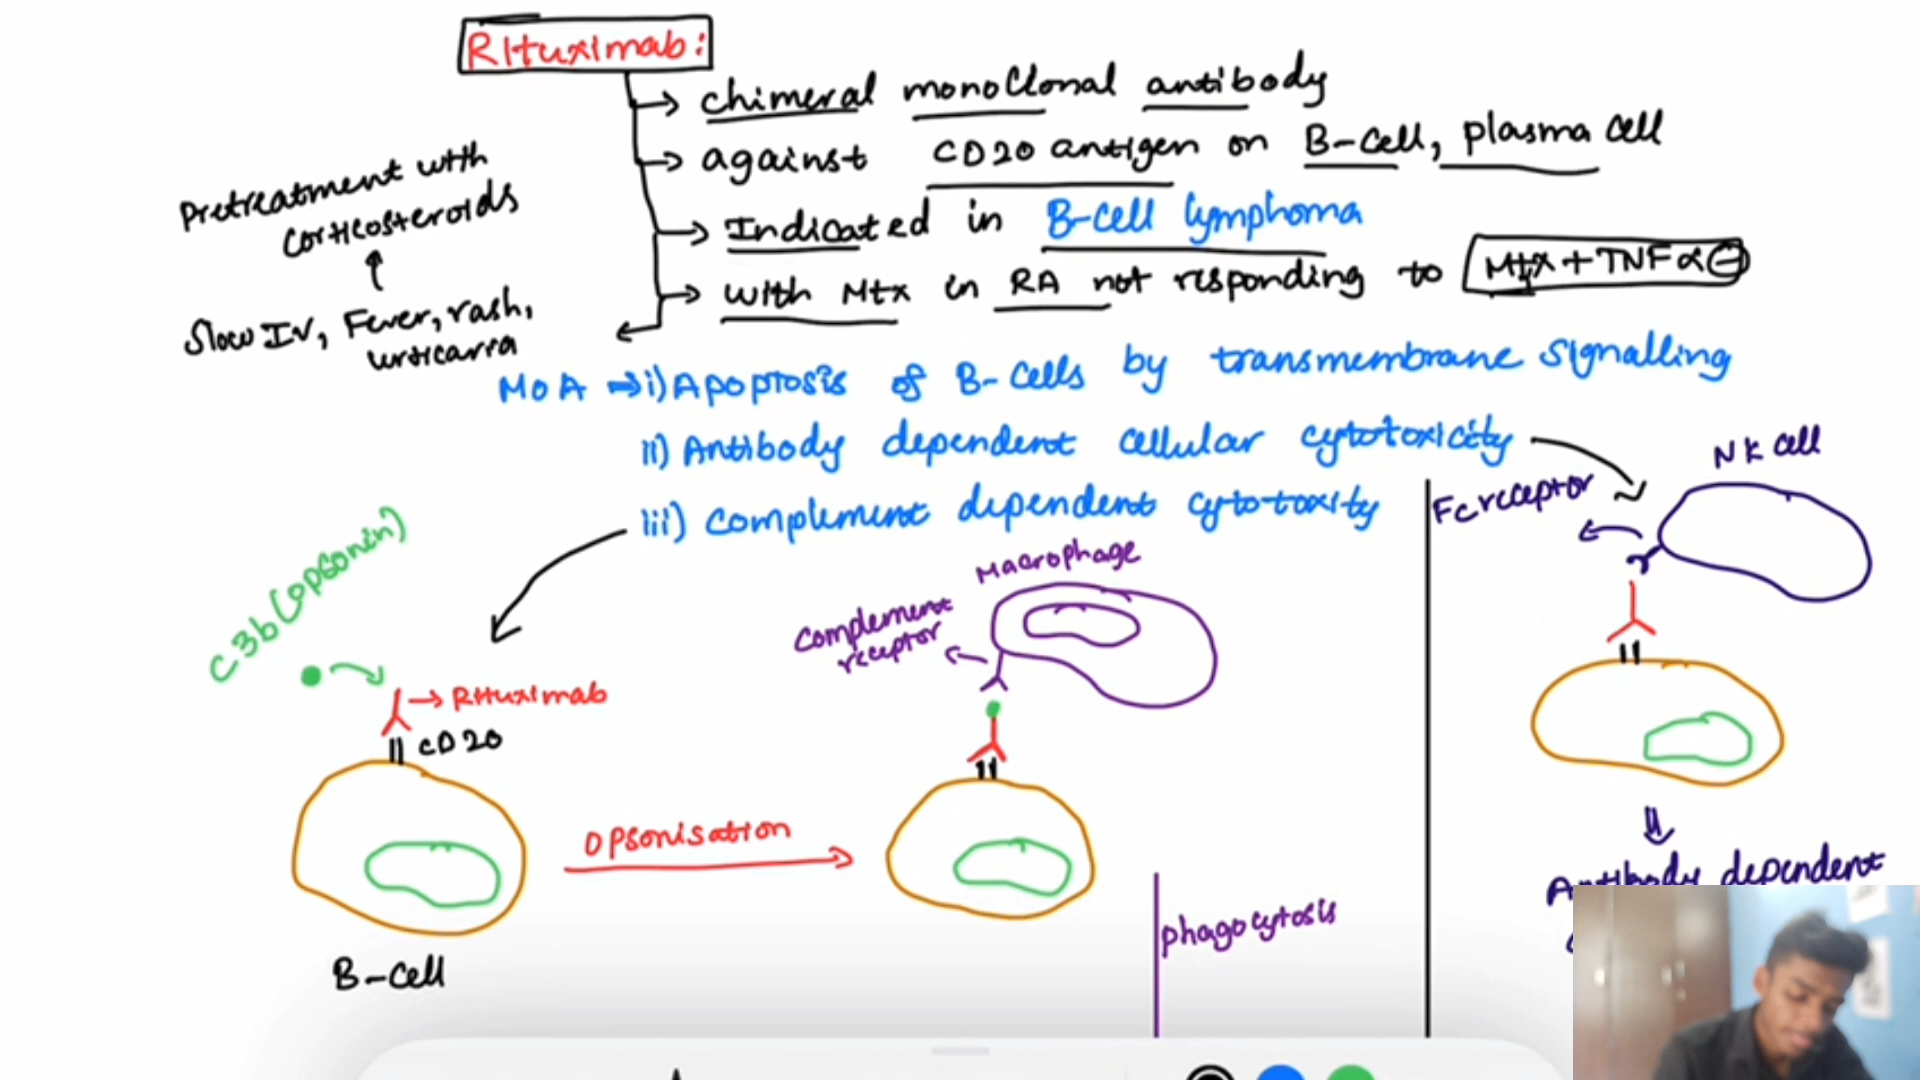 Rituximab:
chimeral monoclonal antibody
against CD20 antigen on B-cell, plasma cell
Indicated in B-cell lymphoma
with Mtx in RA not responding to Mtx + TNF α -
Pretreatment with
corticosteroids
Slow IV, Fever, rash,
urticaria
MOA → i) Apoptosis of B-cells by transmembrane signalling
ii) Antibody dependent cellular cytotoxicity
iii) complement dependent cytotoxity
NK cell
Fc receptor
C3b (opsonin)
Macrophage
complement
receptor
→ Rituximab
CD20
opsonisation
B-cell
phagocytosis
Antibody dependent